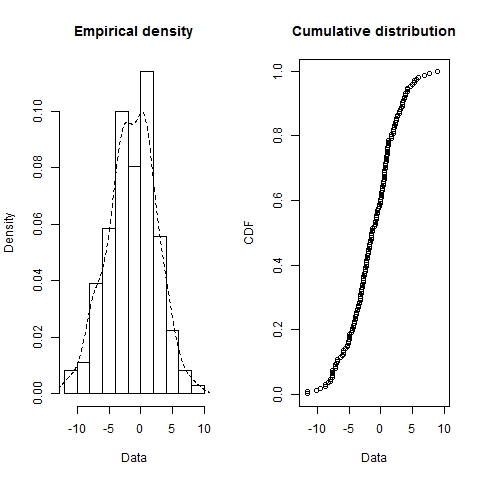 Empirical density
Density
0.00 0.02 0.04 0.06 0.08 0.10
-10 -5 0 5 10
Data
Cumulative distribution
CDF
0.0 0.2 0.4 0.6 0.8 1.0
-10 -5 0 5 10
Data